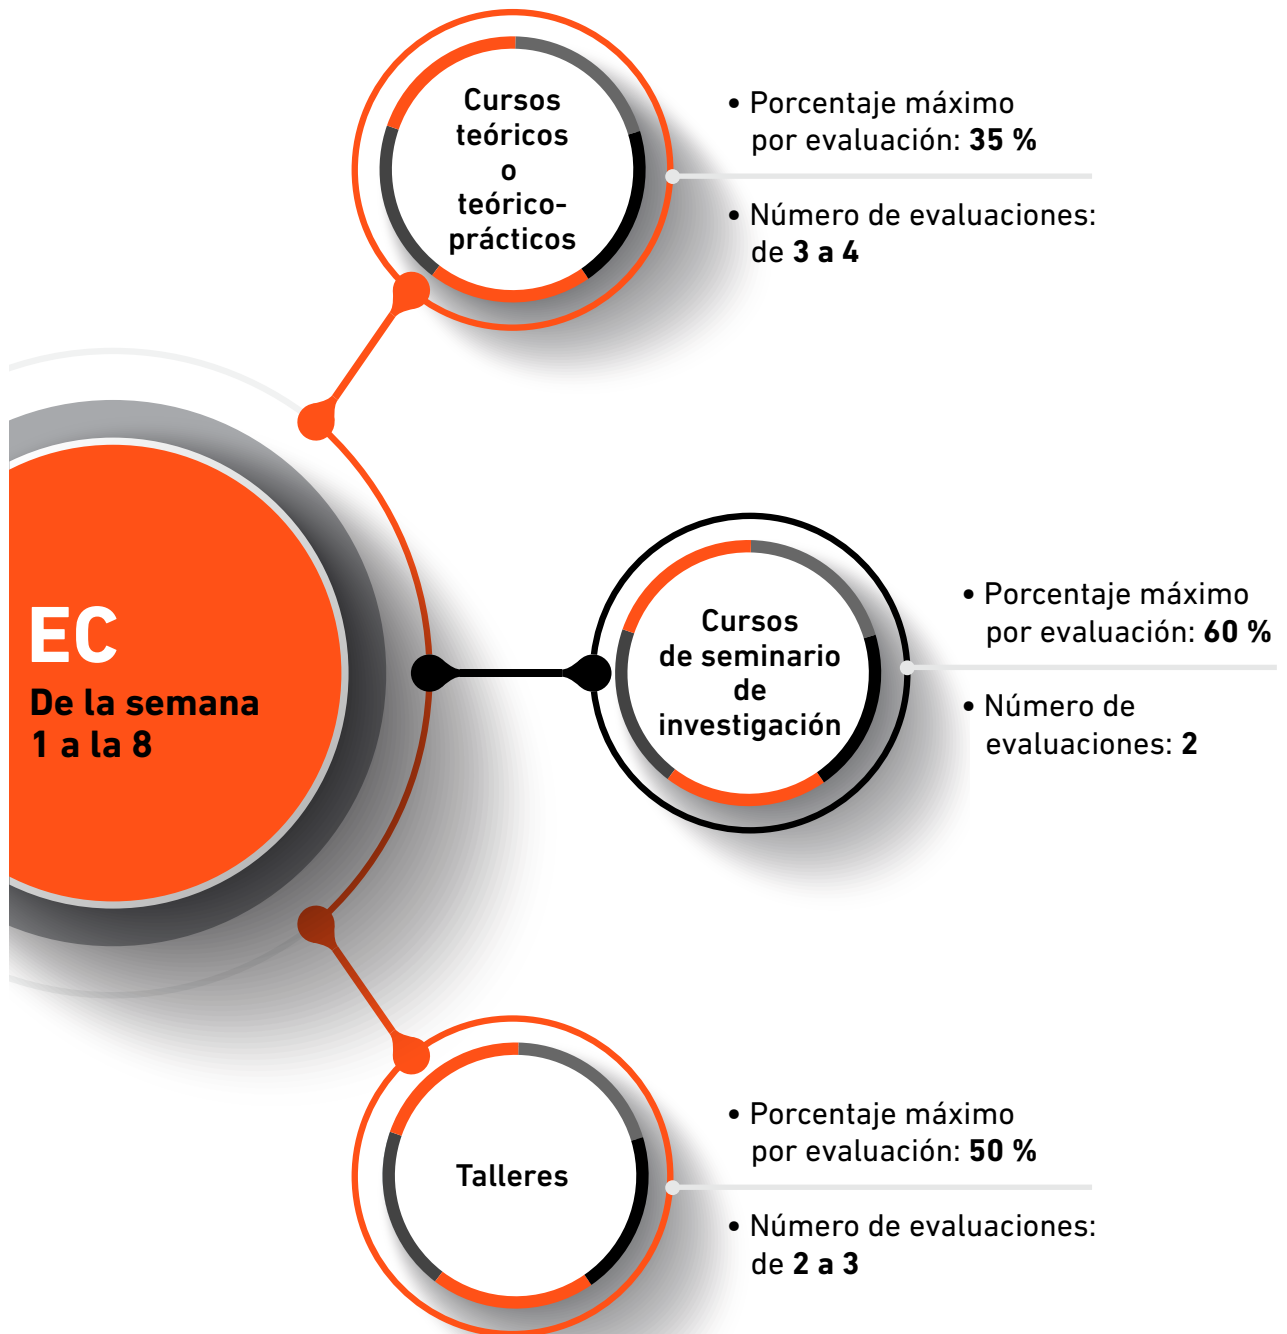 Cursos
teóricos
o
teórico-
prácticos
• Porcentaje máximo
por evaluación: 35 %
• Número de evaluaciones:
de 3 a 4
EC
De la semana
1 a la 8
Cursos
de seminario
de
investigación
• Porcentaje máximo
por evaluación: 60 %
• Número de
evaluaciones: 2
Talleres
• Porcentaje máximo
por evaluación: 50 %
• Número de evaluaciones:
de 2 a 3